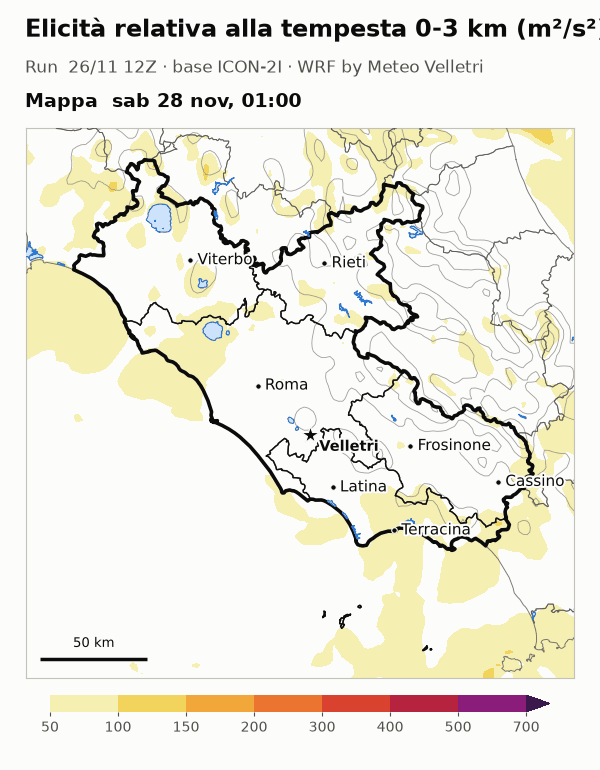 Elicità relativa alla tempesta 0-3 km (m²/s²)
Run  26/11 12Z · base ICON-2I · WRF by Meteo Velletri
Mappa  sab 28 nov, 01:00
Viterbo
Rieti
Roma
Velletri
Frosinone
Latina
Cassino
Terracina
50 km
50 100 150 200 300 400 500 700